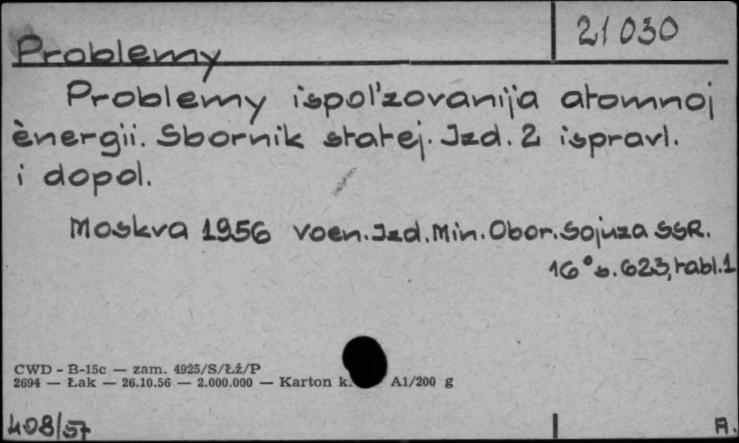 21030
Problemy
Problemy ispol'zovanija atomnoj
ènergii. Sbornik statej. Izd. 2 ispravl.
i dopol.
Moskva 1956 Voen. Izd. Min. Obor. Sojuza SSR.
16° s. 623, tabl. 1
CWD - B-15c — zam. 4925/S/Łź/P
2694 — Łak — 26.10.56 — 2.000.000 — Karton k. A1/200 g
408/57
A.